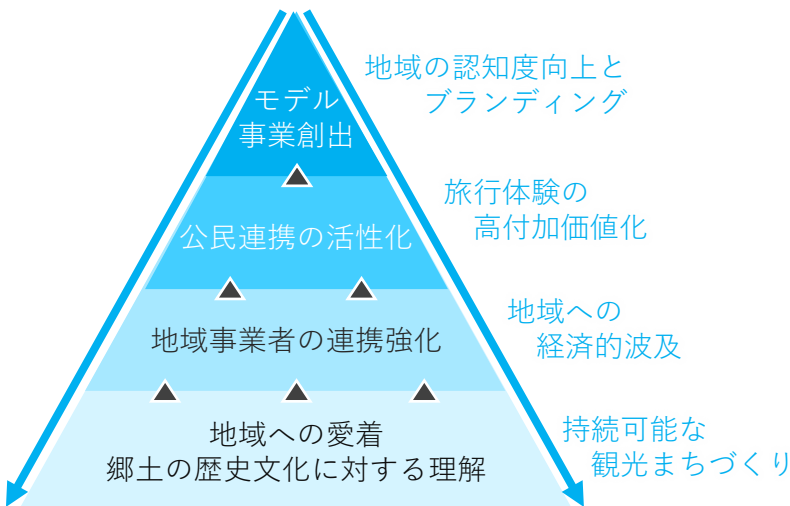 モデル
事業創出
地域の認知度向上と
ブランディング
公民連携の活性化
旅行体験の
高付加価値化
地域事業者の連携強化
地域への
経済的波及
地域への愛着
郷土の歴史文化に対する理解
持続可能な
観光まちづくり